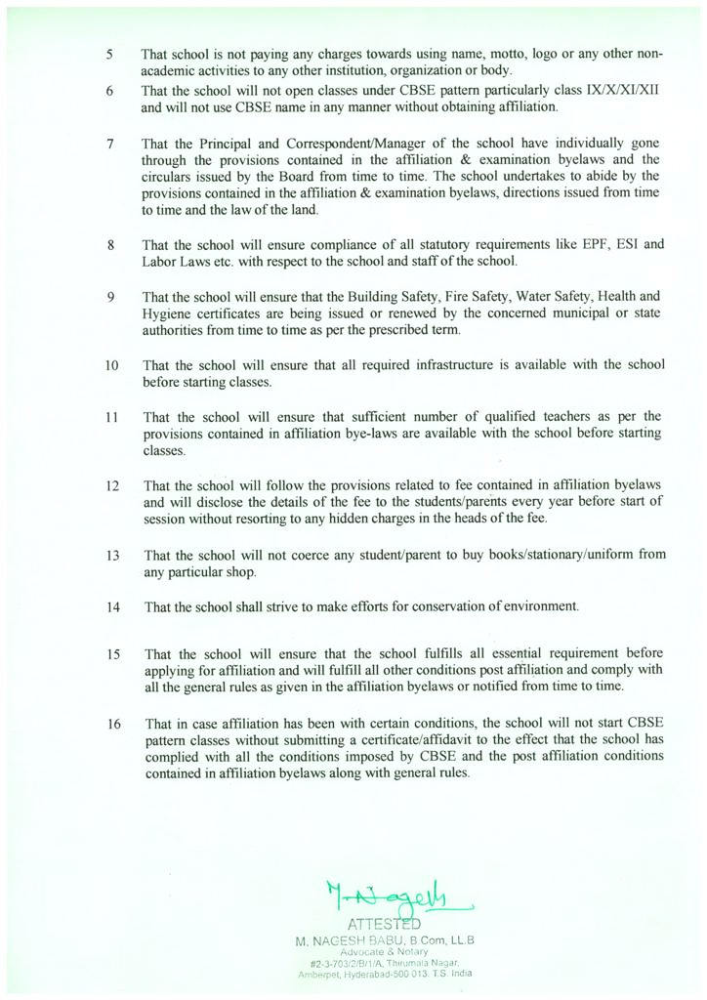 5 That school is not paying any charges towards using name, motto, logo or any other non-
academic activities to any other institution, organization or body.
6 That the school will not open classes under CBSE pattern particularly class IX/X/XI/XII
and will not use CBSE name in any manner without obtaining affiliation.
7 That the Principal and Correspondent/Manager of the school have individually gone
through the provisions contained in the affiliation & examination byelaws and the
circulars issued by the Board from time to time. The school undertakes to abide by the
provisions contained in the affiliation & examination byelaws, directions issued from time
to time and the law of the land.
8 That the school will ensure compliance of all statutory requirements like EPF, ESI and
Labor Laws etc. with respect to the school and staff of the school.
9 That the school will ensure that the Building Safety, Fire Safety, Water Safety, Health and
Hygiene certificates are being issued or renewed by the concerned municipal or state
authorities from time to time as per the prescribed term.
10 That the school will ensure that all required infrastructure is available with the school
before starting classes.
11 That the school will ensure that sufficient number of qualified teachers as per the
provisions contained in affiliation bye-laws are available with the school before starting
classes.
12 That the school will follow the provisions related to fee contained in affiliation byelaws
and will disclose the details of the fee to the students/parents every year before start of
session without resorting to any hidden charges in the heads of the fee.
13 That the school will not coerce any student/parent to buy books/stationary/uniform from
any particular shop.
14 That the school shall strive to make efforts for conservation of environment.
15 That the school will ensure that the school fulfills all essential requirement before
applying for affiliation and will fulfill all other conditions post affiliation and comply with
all the general rules as given in the affiliation byelaws or notified from time to time.
16 That in case affiliation has been with certain conditions, the school will not start CBSE
pattern classes without submitting a certificate/affidavit to the effect that the school has
complied with all the conditions imposed by CBSE and the post affiliation conditions
contained in affiliation byelaws along with general rules.
M. Nagesh
ATTESTED
M. NAGESH BABU, B.Com, LL.B
Advocate & Notary
#2-3-703/2/B/1/A, Thirumala Nagar,
Amberpet, Hyderabad-500 013. T.S. India